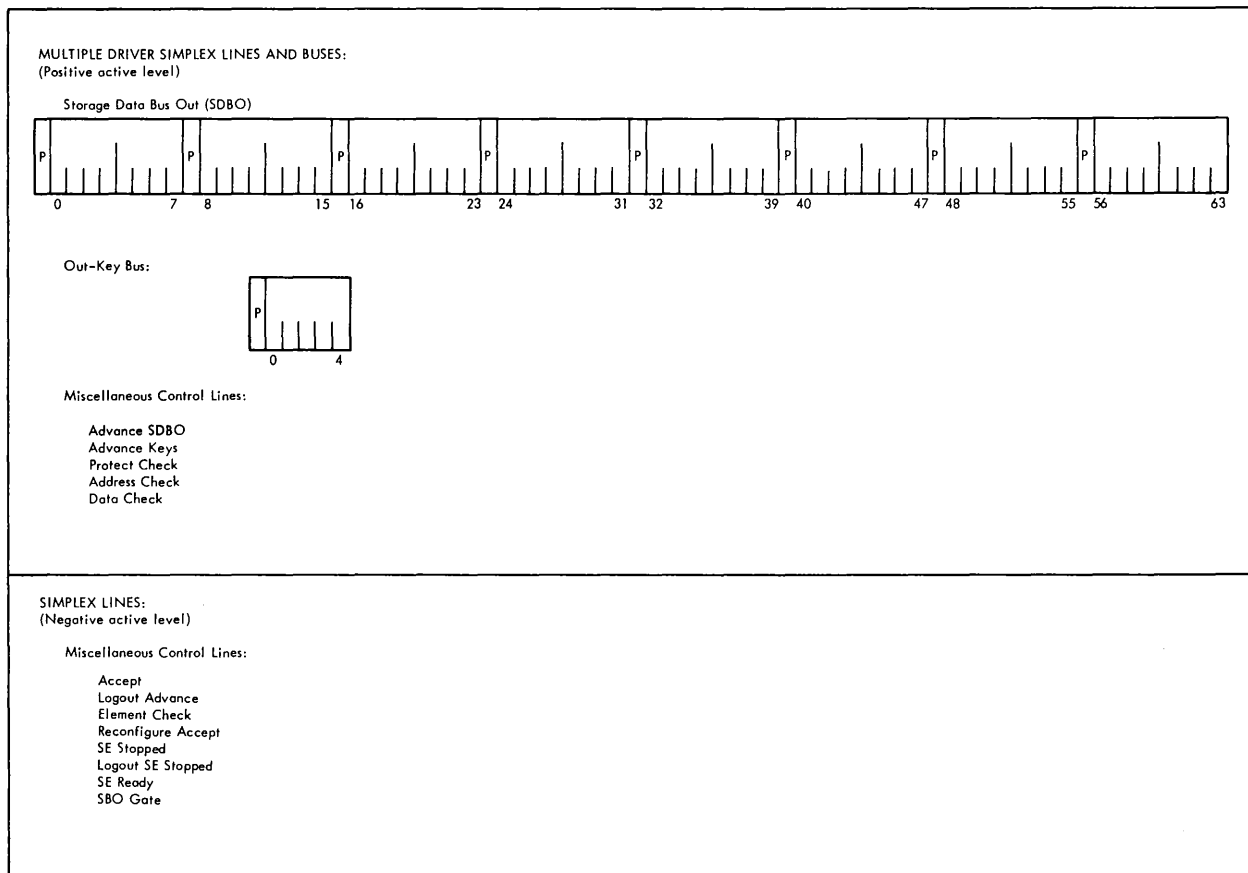 MULTIPLE DRIVER SIMPLEX LINES AND BUSES:
(Positive active level)
Storage Data Bus Out (SDBO)
P P P P P P P P
0 7 8 15 16 23 24 31 32 39 40 47 48 55 56 63
Out-Key Bus:
P
0 4
Miscellaneous Control Lines:
Advance SDBO
Advance Keys
Protect Check
Address Check
Data Check
SIMPLEX LINES:
(Negative active level)
Miscellaneous Control Lines:
Accept
Logout Advance
Element Check
Reconfigure Accept
SE Stopped
Logout SE Stopped
SE Ready
SBO Gate